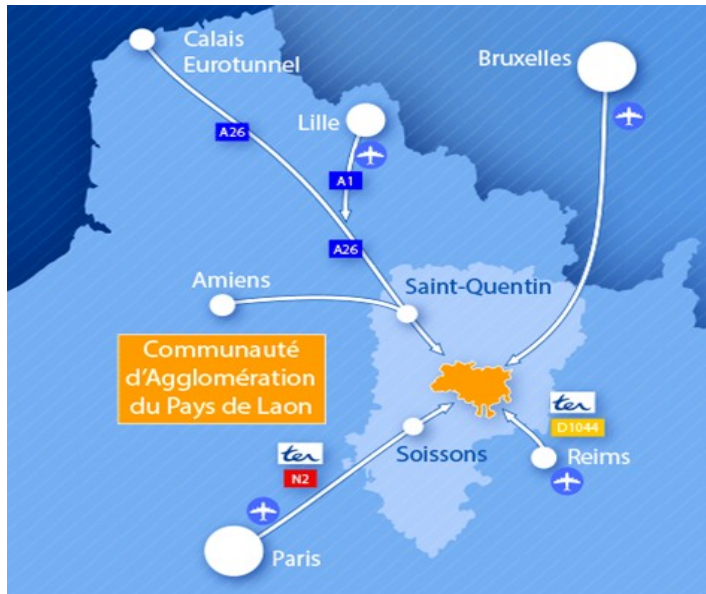 Calais
Eurotunnel
Bruxelles
Lille
A26
A1
A26
Amiens
Saint-Quentin
Communauté
d'Agglomération
du Pays de Laon
ter
D1044
ter
Soissons
Reims
N2
Paris